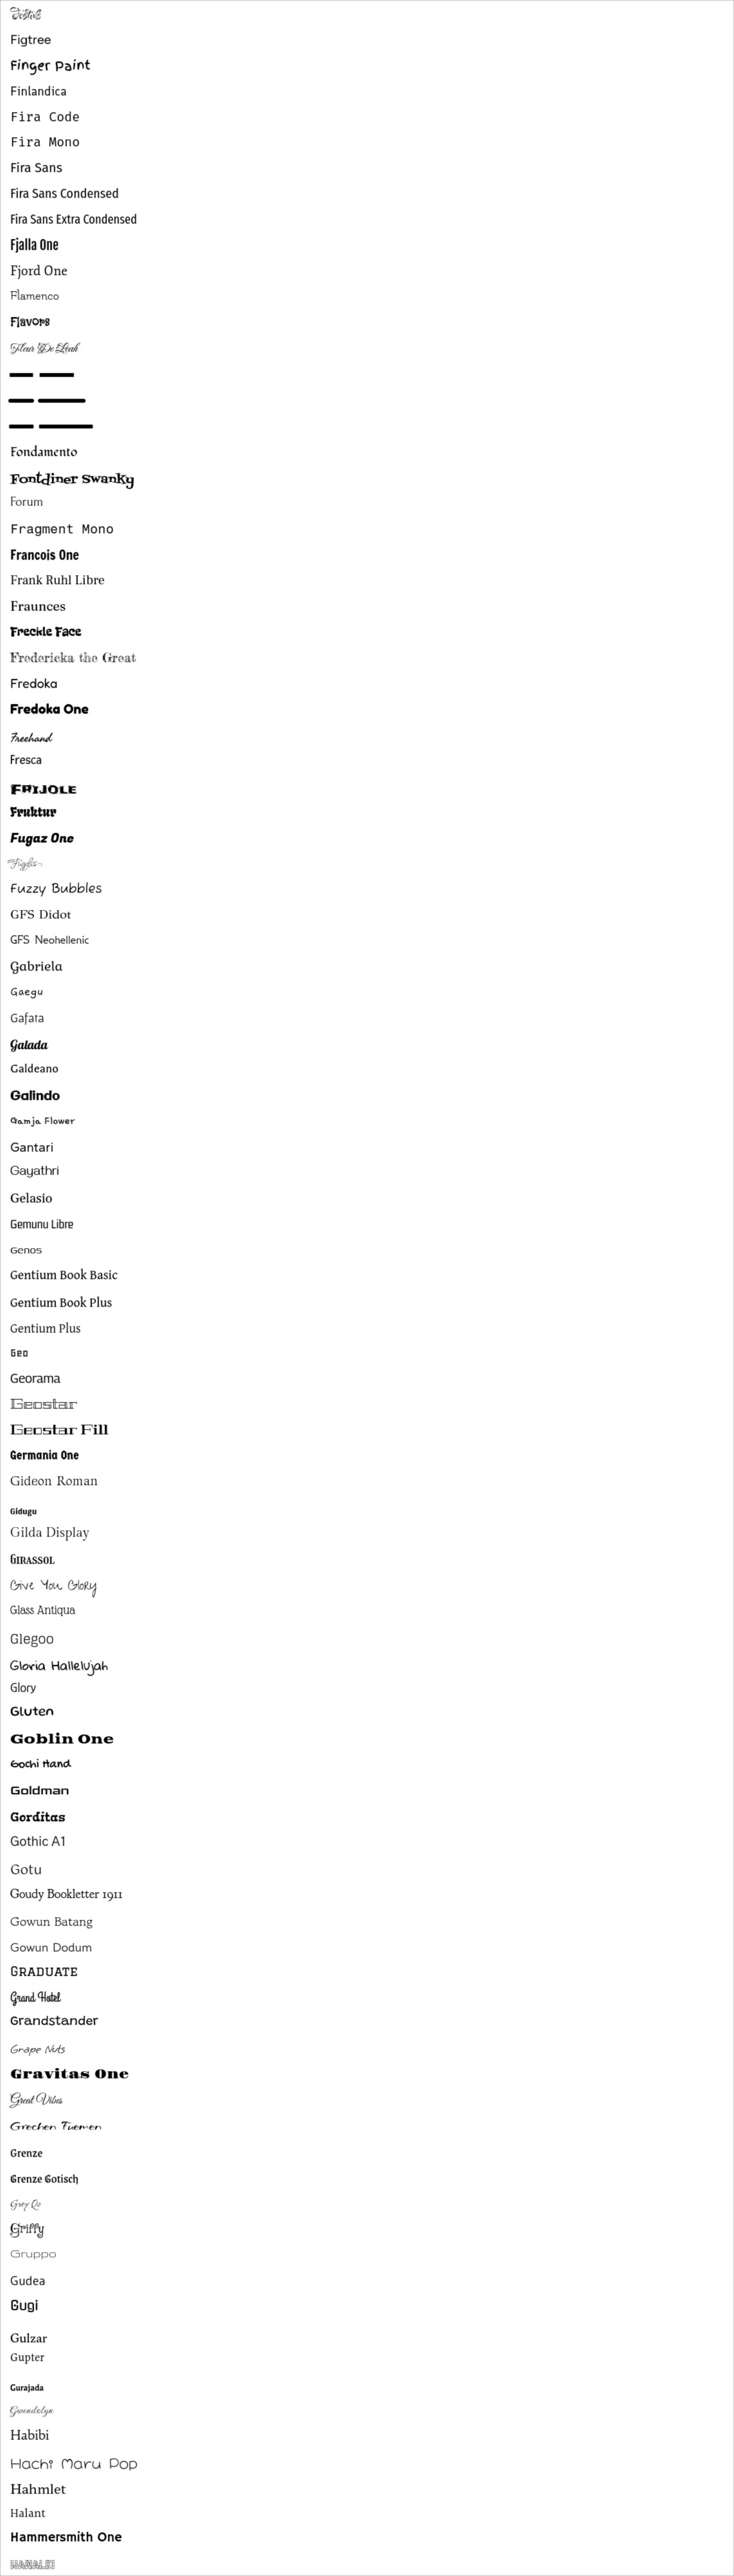 Festive
Figtree
Finger Paint
Finlandica
Fira Code
Fira Mono
Fira Sans
Fira Sans Condensed
Fira Sans Extra Condensed
Fjalla One
Fjord One
Flamenco
Flavors
Fleur De Leah
Fondamento
Fontdiner Swanky
Forum
Fragment Mono
Francois One
Frank Ruhl Libre
Fraunces
Freckle Face
Fredericka the Great
Fredoka
Fredoka One
Freehand
Fresca
FRIJOLE
Fruktur
Fugaz One
Fuggles
Fuzzy Bubbles
GFS Didot
GFS Neohellenic
Gabriela
Gaegu
Gafata
Galada
Galdeano
Galindo
Gamja Flower
Gantari
Gayathri
Gelasio
Gemunu Libre
Genos
Gentium Book Basic
Gentium Book Plus
Gentium Plus
Geo
Georama
Geostar
Geostar Fill
Germania One
Gideon Roman
Gidugu
Gilda Display
GIRASSOL
Give You Glory
Glass Antiqua
Glegoo
Gloria Hallelujah
Glory
Gluten
Goblin One
Gochi Hand
Goldman
Gorditas
Gothic A1
Gotu
Goudy Bookletter 1911
Gowun Batang
Gowun Dodum
GRADUATE
Grand Hotel
Grandstander
Grape Nuts
Gravitas One
Great Vibes
Grechen Fuemen
Grenze
Grenze Gotisch
Grey Qo
Griffy
Gruppo
Gudea
Gugi
Gulzar
Gupter
Gurajada
Gwendolyn
Habibi
Hachi Maru Pop
Hahmlet
Halant
Hammersmith One
HANALEI